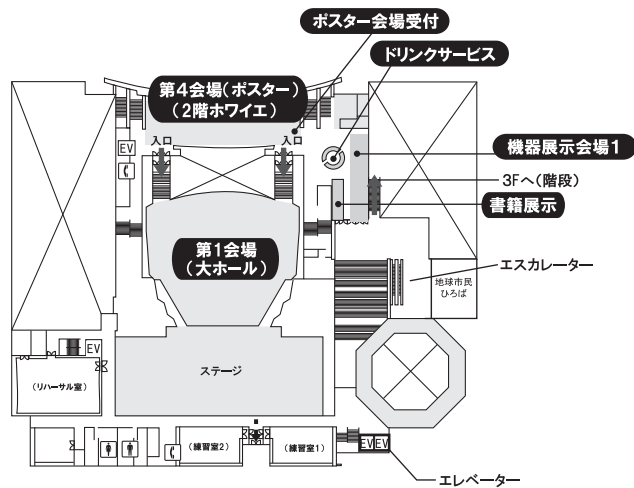 ポスター会場受付
ドリンクサービス
第4会場(ポスター)
(2階ホワイエ)
入口
入口
EV
機器展示会場1
3Fへ(階段)
書籍展示
第1会場
(大ホール)
エスカレーター
地球市民
ひろば
EV
ステージ
(リハーサル室)
(練習室2)
(練習室1)
EV
EV
エレベーター